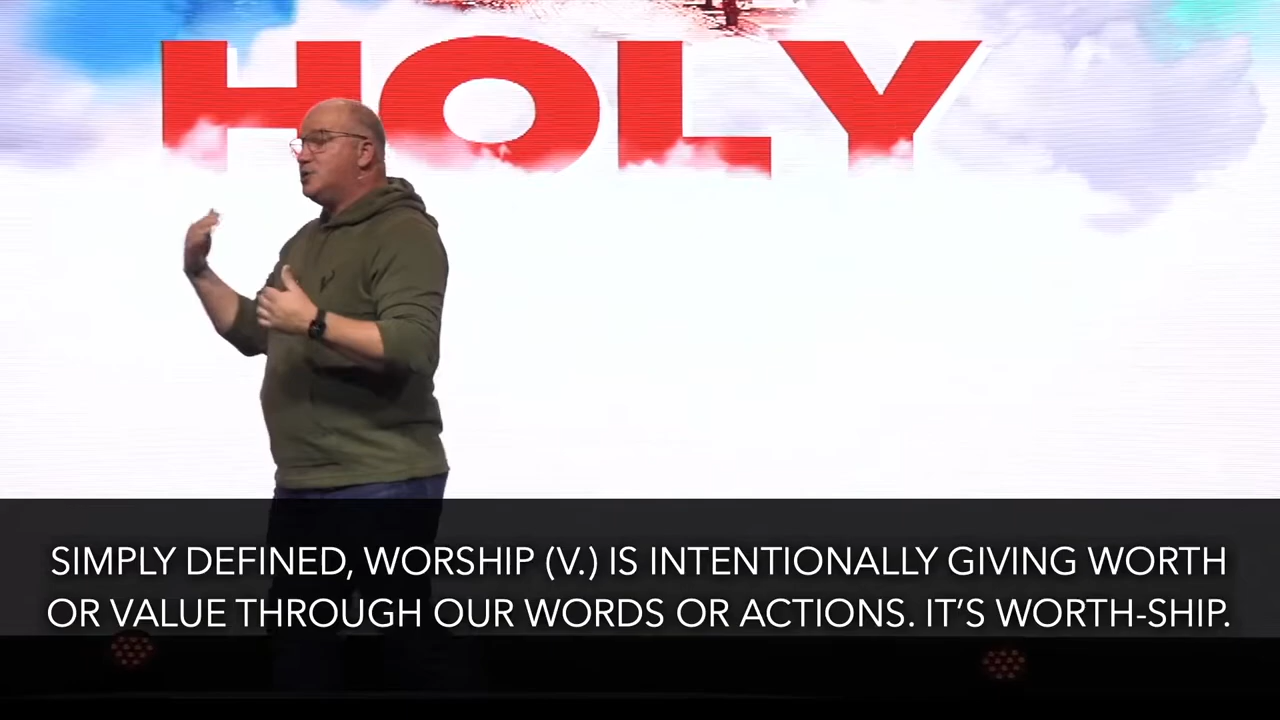 HOLY
SIMPLY DEFINED, WORSHIP (V.) IS INTENTIONALLY GIVING WORTH
OR VALUE THROUGH OUR WORDS OR ACTIONS. IT’S WORTH-SHIP.